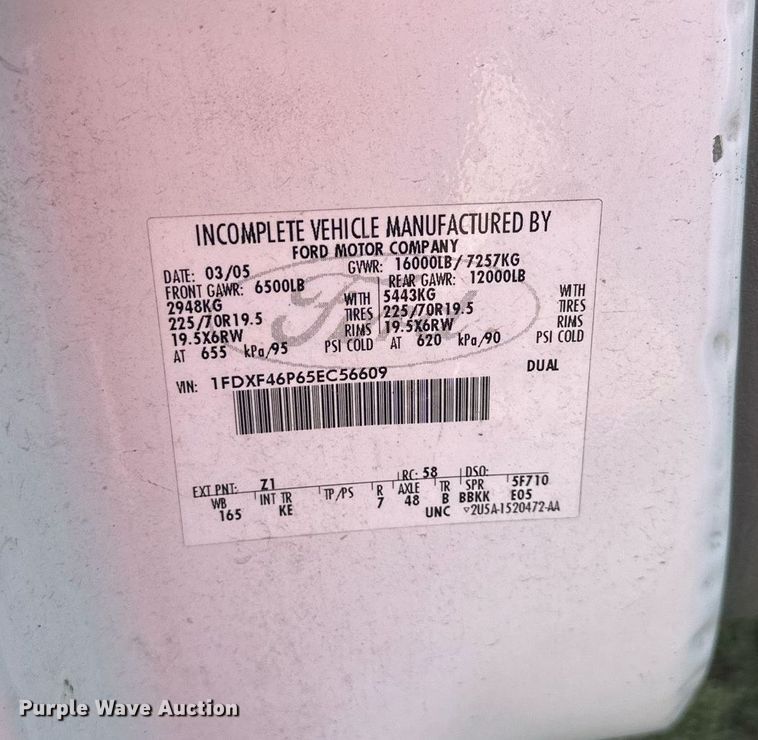 INCOMPLETE VEHICLE MANUFACTURED BY
FORD MOTOR COMPANY
DATE: 03/05 GVWR: 16000LB/7257KG
FRONT GAWR: 6500LB REAR GAWR: 12000LB
2948KG WITH 5443KG WITH
225/70R19.5 TIRES 225/70R19.5 TIRES
19.5X6RW RIMS 19.5X6RW RIMS
AT 655 kPa/95 PSI COLD AT 620 kPa/90 PSI COLD
VIN: 1FDXF46P65EC56609 DUAL
Ford
EXT PNT: Z1 RC: 58 DSO:
WB INT TR TP/PS R AXLE TR SPR 5F710
165 KE 7 48 B BBKK E05
UNC ▽2U5A-1520472-AA
Purple Wave Auction